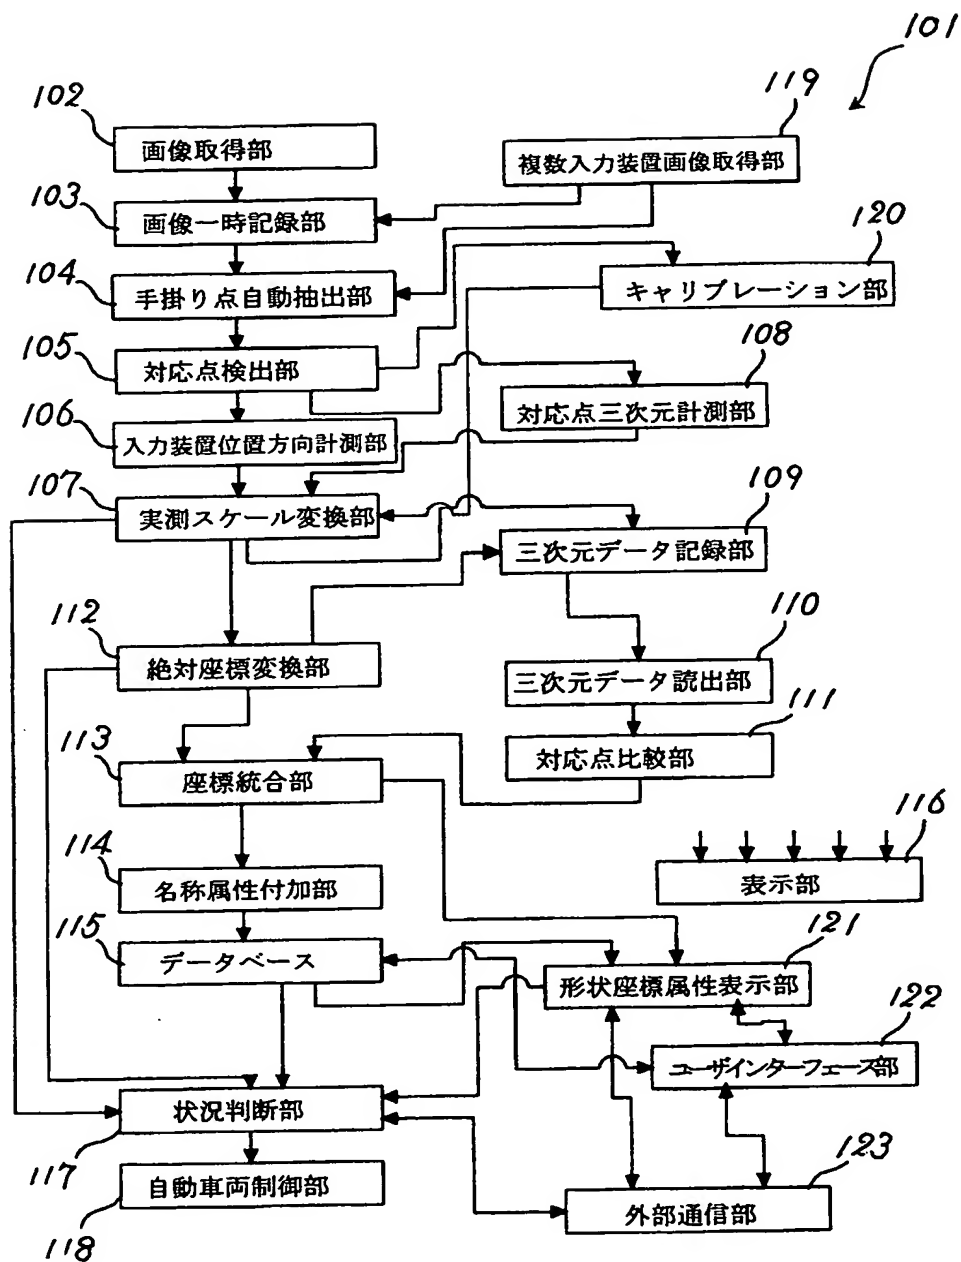 101
102
画像取得部
119
複数入力装置画像取得部
103
画像一時記録部
120
キャリブレーション部
104
手掛り点自動抽出部
105
対応点検出部
108
対応点三次元計測部
106
入力装置位置方向計測部
107
実測スケール変換部
109
三次元データ記録部
112
絶対座標変換部
110
三次元データ読出部
111
対応点比較部
113
座標統合部
114
名称属性付加部
116
表示部
115
データベース
121
形状座標属性表示部
122
ユーザインターフェース部
117
状況判断部
118
自動車両制御部
123
外部通信部